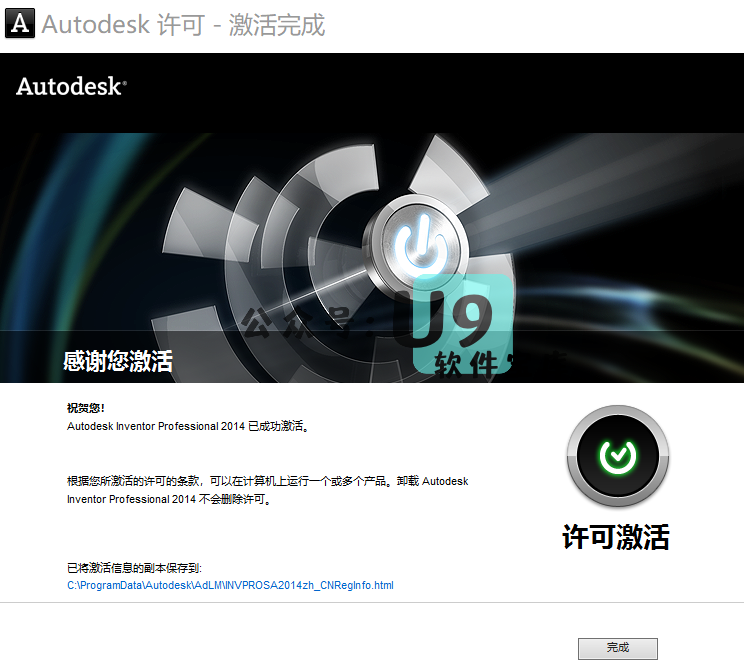 A Autodesk 许可 - 激活完成
Autodesk®
公众号：U9
软件
感谢您激活
祝贺您！
Autodesk Inventor Professional 2014 已成功激活。
根据您所激活的许可的条款，可以在计算机上运行一个或多个产品。卸载 Autodesk
Inventor Professional 2014 不会删除许可。
许可激活
已将激活信息的副本保存到:
C:\ProgramData\Autodesk\AdLM\INVPROSA2014zh_CNRegInfo.html
完成